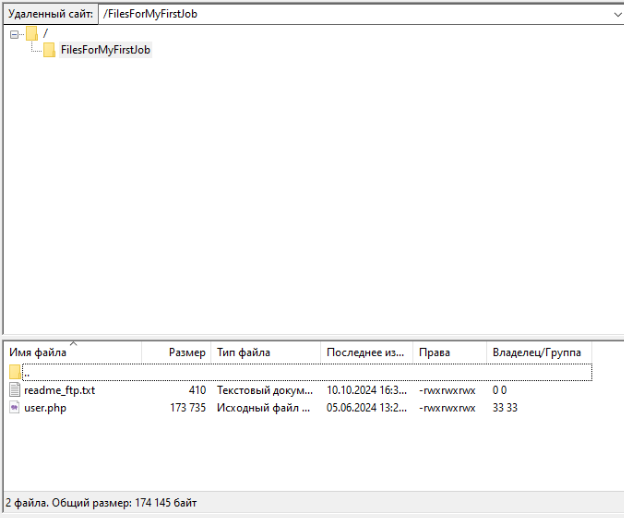 Удаленный сайт: /FilesForMyFirstJob
/
FilesForMyFirstJob
Имя файла Размер Тип файла Последнее из... Права Владелец/Группа
..
readme_ftp.txt 410 Текстовый докум... 10.10.2024 16:3... -rwxrwxrwx 0 0
user.php 173 735 Исходный файл ... 05.06.2024 13:2... -rwxrwxrwx 33 33
2 файла. Общий размер: 174 145 байт